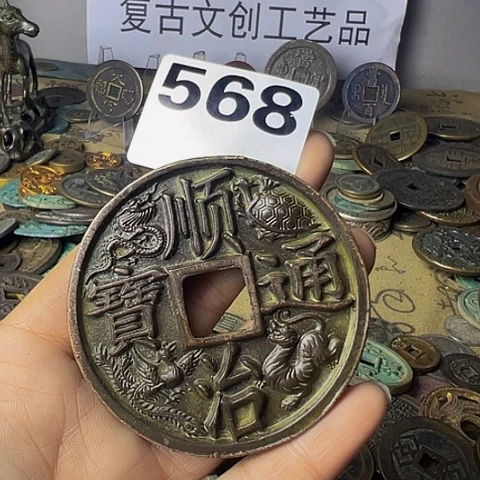 复古文创工艺品
568
顺
寶 通
治